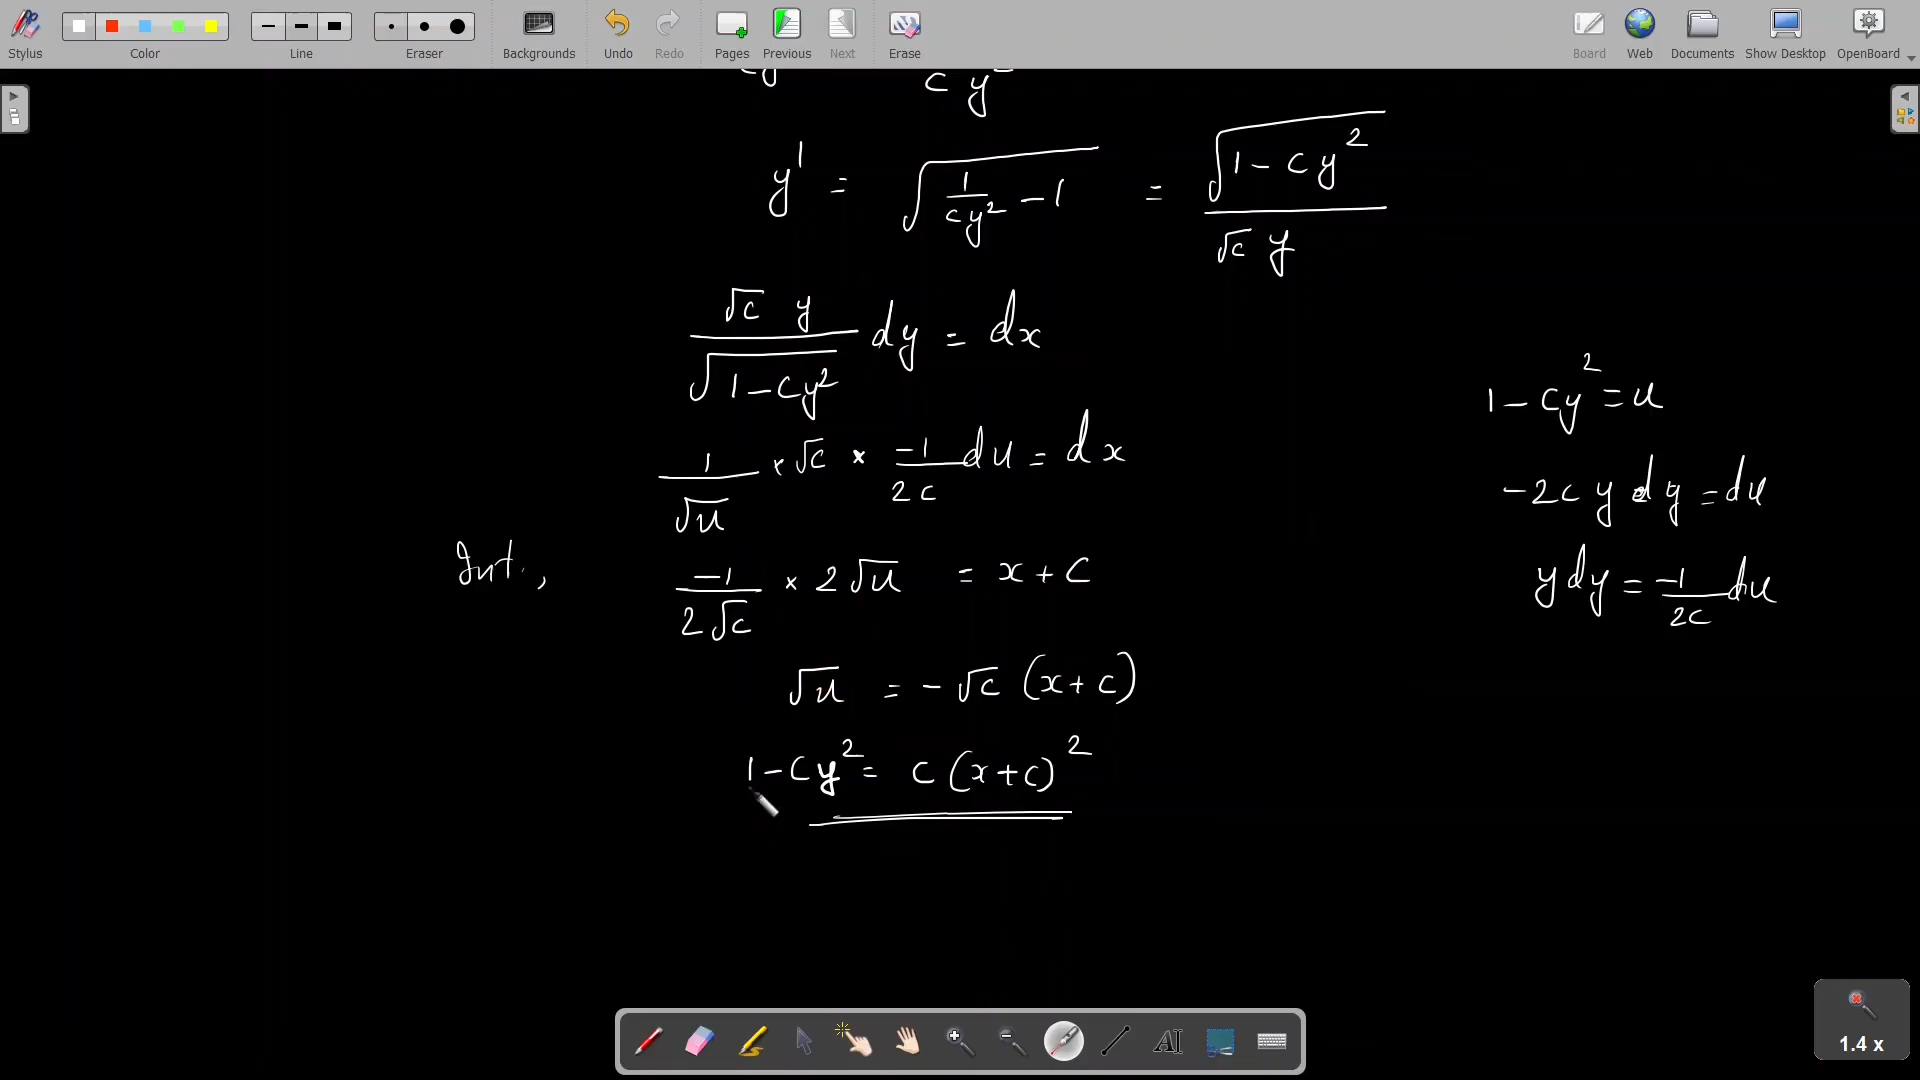 Stylus Color Line Eraser Backgrounds Undo Redo Pages Previous Next Erase Board Web Documents Show Desktop OpenBoard
c y²
y' = √(1/cy² - 1) = √(1 - cy²) / √c y
√c y / √(1 - cy²) dy = dx
1 - cy² = u
1/√u × √c × -1/2c du = dx
-2c y dy = du
Int., -1/2√c × 2√u = x + c
y dy = -1/2c du
√u = - √c (x + c)
1 - cy² = c (x + c)²
1.4 x